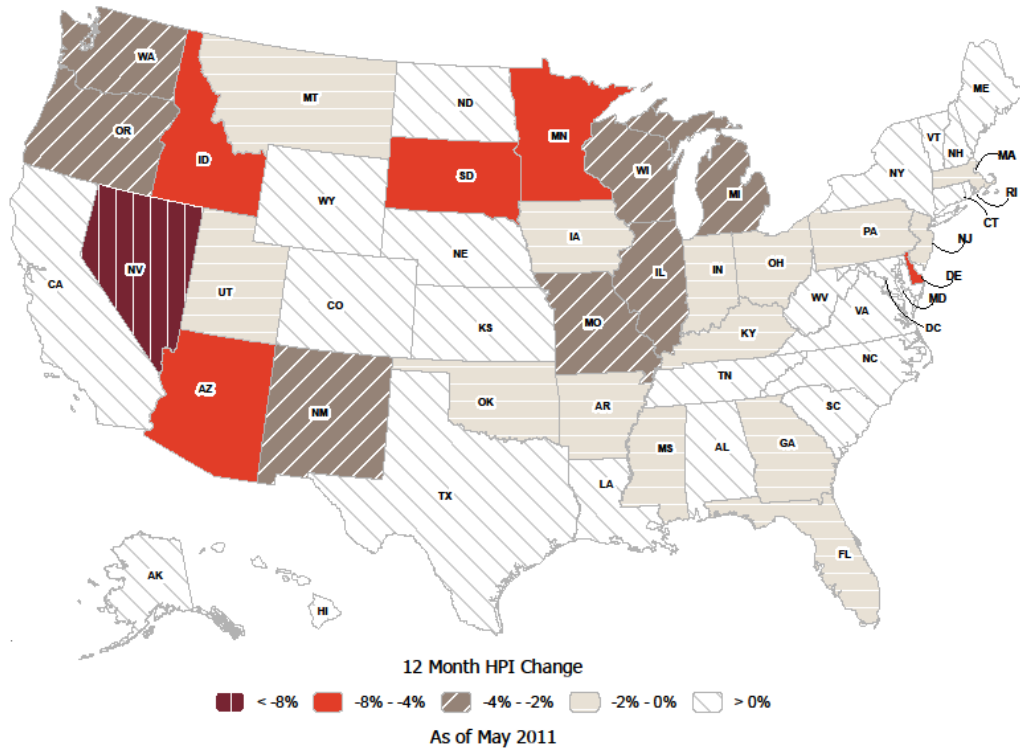 WA
ME
MT
ND
VT
OR
MN
NH
MA
ID
NY
SD
WI
RI
MI
WY
CT
PA
IA
NJ
NE
OH
IN
NV
IL
DE
CA
UT
WV
MD
CO
VA
DC
KS
MO
KY
NC
TN
AZ
OK
SC
AR
NM
GA
MS
AL
LA
TX
FL
AK
HI
12 Month HPI Change
< -8% -8% - -4% -4% - -2% -2% - 0% > 0%
As of May 2011